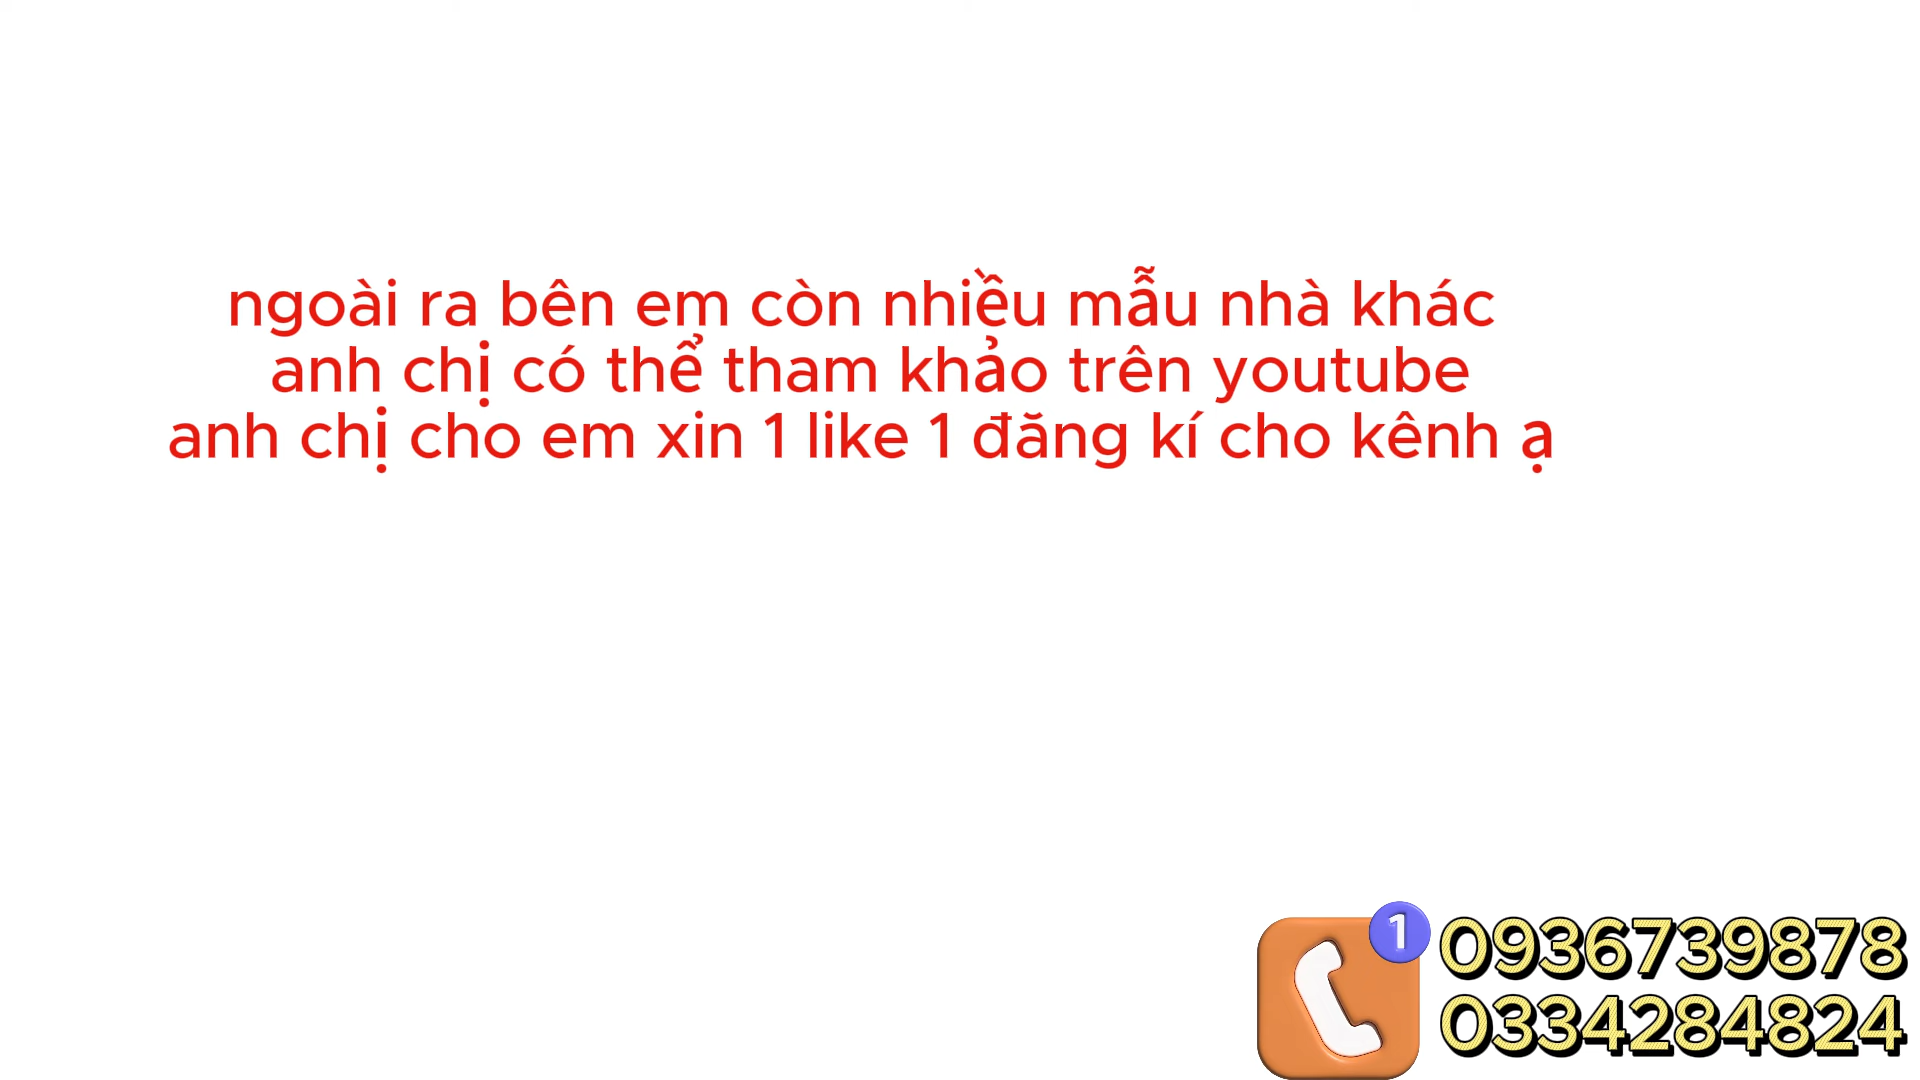 ngoài ra bên em còn nhiều mẫu nhà khác
anh chị có thể tham khảo trên youtube
anh chị cho em xin 1 like 1 đăng kí cho kênh ạ
1
0936739878
0334284824